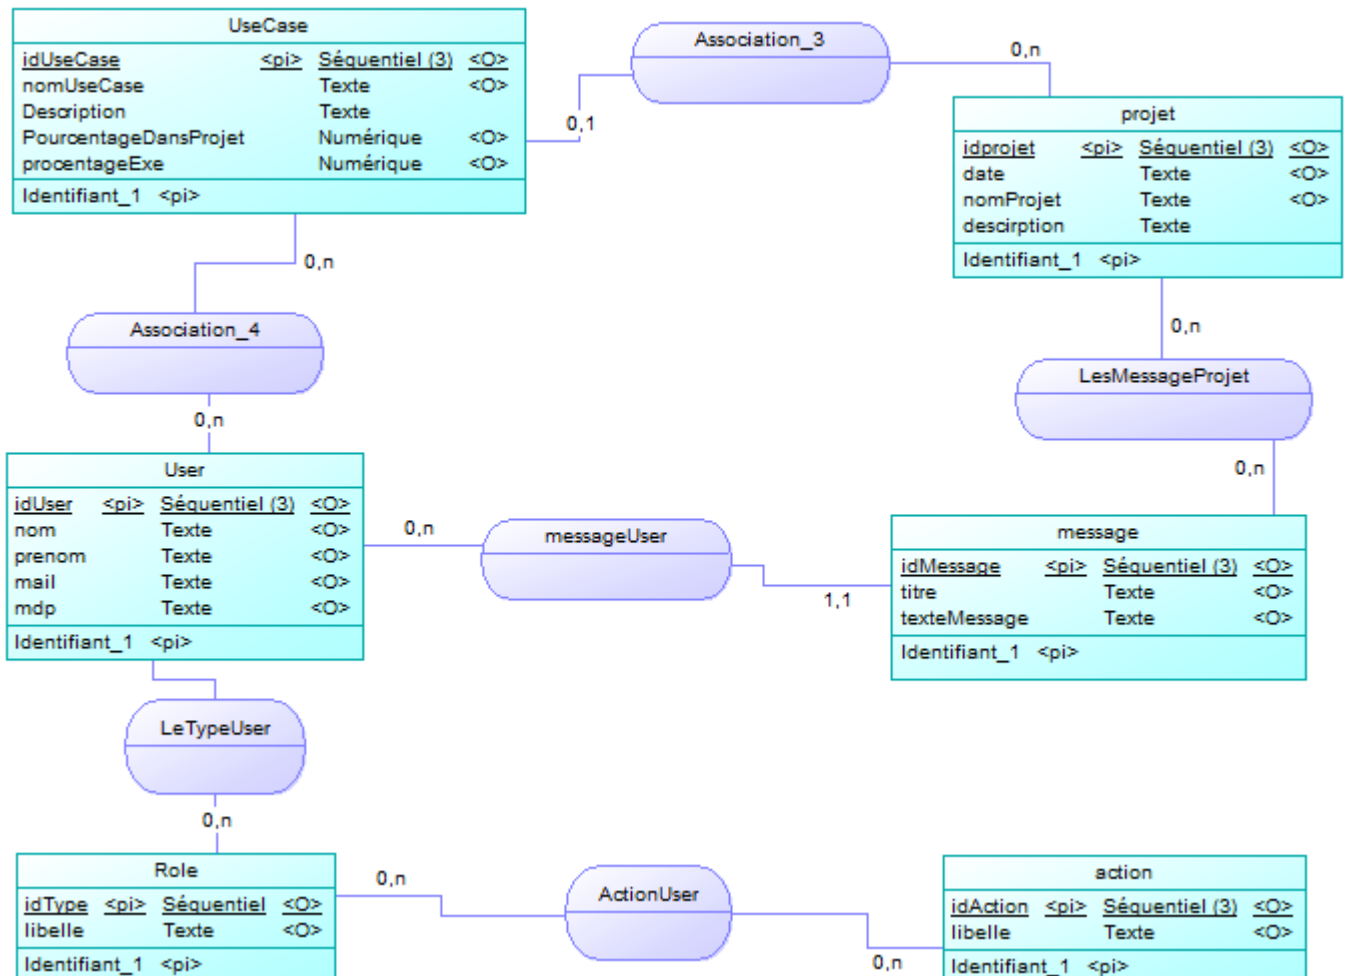 UseCase
idUseCase <pi> Séquentiel (3) <O>
nomUseCase Texte <O>
Description Texte
PourcentageDansProjet Numérique <O>
procentageExe Numérique <O>
Identifiant_1 <pi>
0,1
Association_3
0,n
projet
idprojet <pi> Séquentiel (3) <O>
date Texte <O>
nomProjet Texte <O>
descirption Texte
Identifiant_1 <pi>
0,n
Association_4
0,n
0,n
LesMessageProjet
0,n
User
idUser <pi> Séquentiel (3) <O>
nom Texte <O>
prenom Texte <O>
mail Texte <O>
mdp Texte <O>
Identifiant_1 <pi>
0,n
messageUser
1,1
message
idMessage <pi> Séquentiel (3) <O>
titre Texte <O>
texteMessage Texte <O>
Identifiant_1 <pi>
LeTypeUser
0,n
Role
idType <pi> Séquentiel <O>
libelle Texte <O>
Identifiant_1 <pi>
0,n
ActionUser
0,n
action
idAction <pi> Séquentiel (3) <O>
libelle Texte <O>
Identifiant_1 <pi>